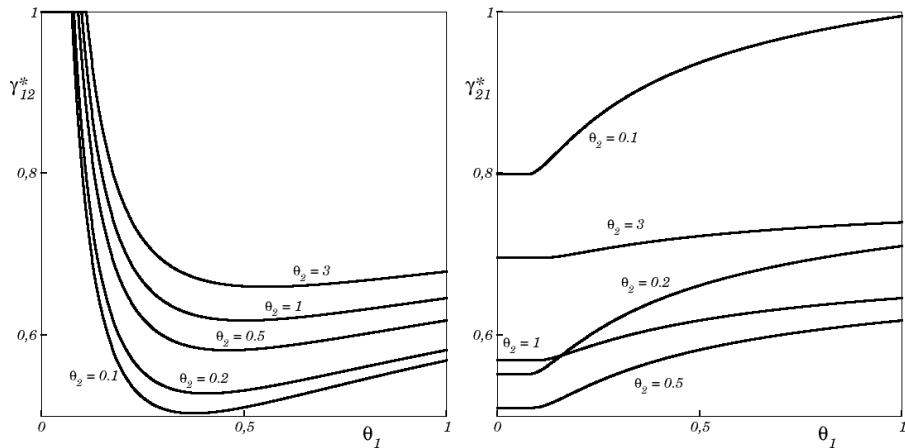 1
γ*12
0,8
0,6
θ2 = 3
θ2 = 1
θ2 = 0.5
θ2 = 0.2
θ2 = 0.1
0
0,5
1
θ1
1
γ*21
0,8
0,6
θ2 = 0.1
θ2 = 3
θ2 = 0.2
θ2 = 1
θ2 = 0.5
0
0,5
1
θ1